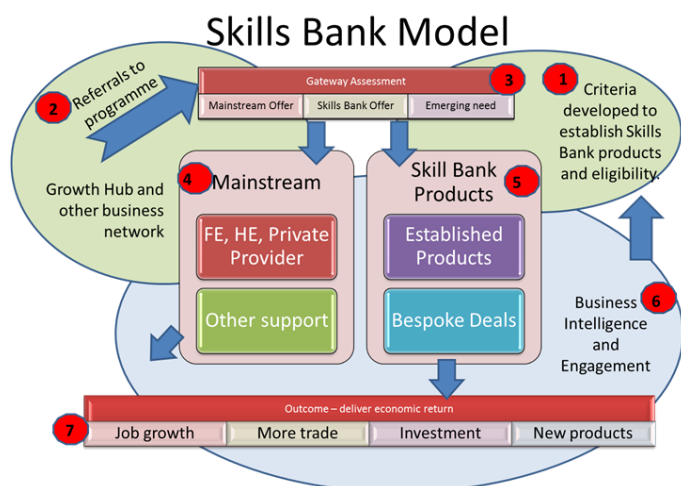 Skills Bank Model
2
Referrals to
programme
Growth Hub and
other business
network
Gateway Assessment
3
Mainstream Offer
Skills Bank Offer
Emerging need
1
Criteria
developed to
establish Skills
Bank products
and eligibility.
4
Mainstream
FE, HE, Private
Provider
Other support
Skill Bank
Products
5
Established
Products
Bespoke Deals
6
Business
Intelligence
and
Engagement
Outcome – deliver economic return
7
Job growth
More trade
Investment
New products